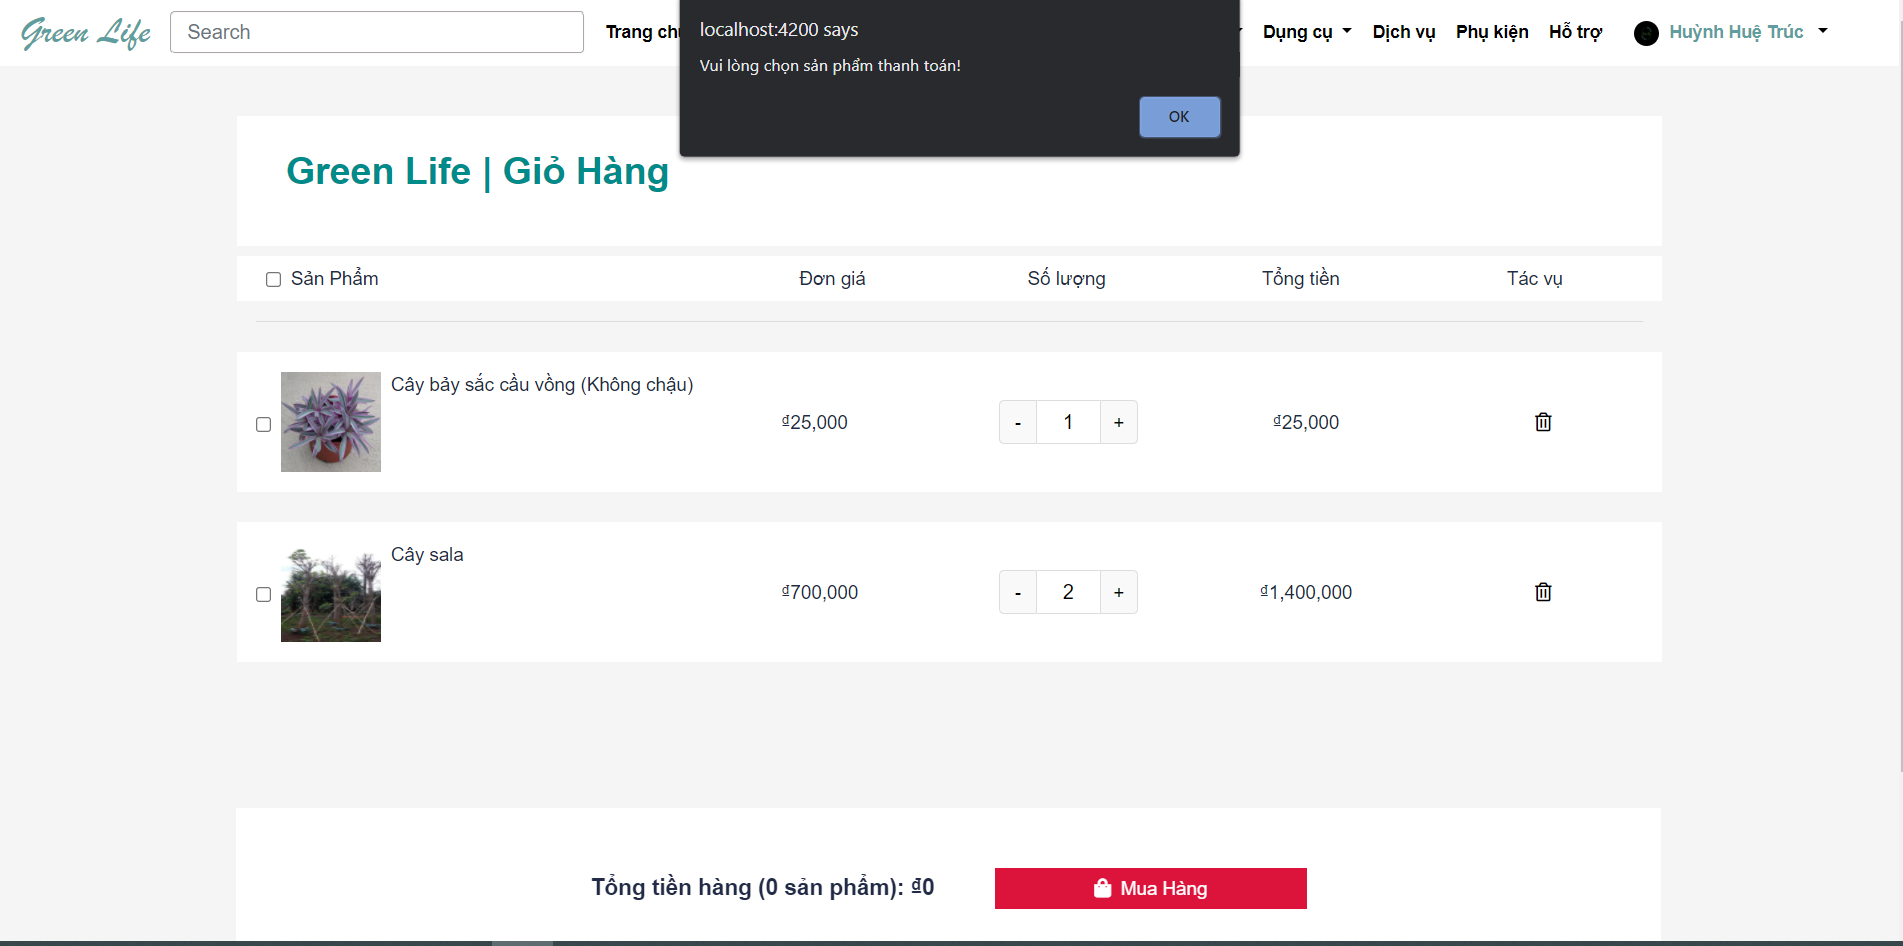 Green Life
Search
Trang ch
Dụng cụ
Dịch vụ
Phụ kiện
Hỗ trợ
Huỳnh Huệ Trúc
localhost:4200 says
Vui lòng chọn sản phẩm thanh toán!
OK
Green Life | Giỏ Hàng
Sản Phẩm Đơn giá Số lượng Tổng tiền Tác vụ
Cây bảy sắc cầu vồng (Không chậu)
₫25,000 - 1 + ₫25,000
Cây sala
₫700,000 - 2 + ₫1,400,000
Tổng tiền hàng (0 sản phẩm): ₫0
Mua Hàng